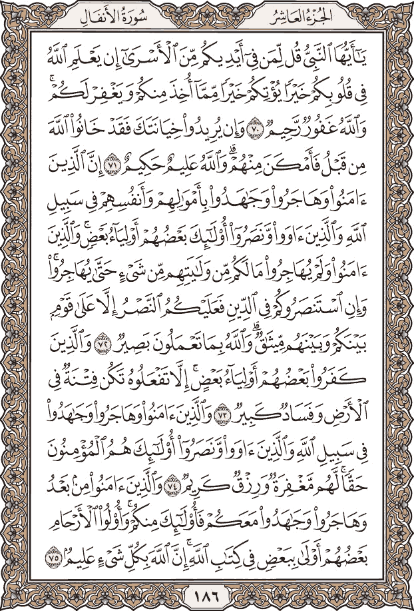 الجزء العاشر
سورة الأنفال
يَٰٓأَيُّهَا ٱلنَّبِىُّ قُل لِّمَن فِىٓ أَيْدِيكُم مِّنَ ٱلْأَسْرَىٰٓ إِن يَعْلَمِ ٱللَّهُ
فِى قُلُوبِكُمْ خَيْرًا يُؤْتِكُمْ خَيْرًا مِّمَّآ أُخِذَ مِنكُمْ وَيَغْفِرْ لَكُمْ ۗ
وَٱللَّهُ غَفُورٌ رَّحِيمٌ ٧٠ وَإِن يُرِيدُوا۟ خِيَانَتَكَ فَقَدْ خَانُوا۟ ٱللَّهَ
مِن قَبْلُ فَأَمْكَنَ مِنْهُمْ ۗ وَٱللَّهُ عَلِيمٌ حَكِيمٌ ٧١ إِنَّ ٱلَّذِينَ
ءَامَنُوا۟ وَهَاجَرُوا۟ وَجَٰهَدُوا۟ بِأَمْوَٰلِهِمْ وَأَنفُسِهِمْ فِى سَبِيلِ
ٱللَّهِ وَٱلَّذِينَ ءَاوَوا۟ وَّنَصَرُوٓا۟ أُو۟لَٰٓئِكَ بَعْضُهُمْ أَوْلِيَآءُ بَعْضٍ ۚ وَٱلَّذِينَ
ءَامَنُوا۟ وَلَمْ يُهَاجِرُوا۟ مَا لَكُم مِّن وَلَٰيَتِهِم مِّن شَىْءٍ حَتَّىٰ يُهَاجِرُوا۟ ۚ
وَإِنِ ٱسْتَنصَرُوكُمْ فِى ٱلدِّينِ فَعَلَيْكُمُ ٱلنَّصْرُ إِلَّا عَلَىٰ قَوْمٍۭ
بَيْنَكُمْ وَبَيْنَهُم مِّيثَٰقٌ ۗ وَٱللَّهُ بِمَا تَعْمَلُونَ بَصِيرٌ ٧٢ وَٱلَّذِينَ
كَفَرُوا۟ بَعْضُهُمْ أَوْلِيَآءُ بَعْضٍ ۚ إِلَّا تَفْعَلُوهُ تَكُن فِتْنَةٌ فِى
ٱلْأَرْضِ وَفَسَادٌ كَبِيرٌ ٧٣ وَٱلَّذِينَ ءَامَنُوا۟ وَهَاجَرُوا۟ وَجَٰهَدُوا۟
فِى سَبِيلِ ٱللَّهِ وَٱلَّذِينَ ءَاوَوا۟ وَّنَصَرُوٓا۟ أُو۟لَٰٓئِكَ هُمُ ٱلْمُؤْمِنُونَ
حَقًّا ۚ لَّهُم مَّغْفِرَةٌ وَرِزْقٌ كَرِيمٌ ٧٤ وَٱلَّذِينَ ءَامَنُوا۟ مِنۢ بَعْدُ
وَهَاجَرُوا۟ وَجَٰهَدُوا۟ مَعَكُمْ فَأُو۟لَٰٓئِكَ مِنكُمْ ۚ وَأُو۟لُوا۟ ٱلْأَرْحَامِ
بَعْضُهُمْ أَوْلَىٰ بِبَعْضٍ فِى كِتَٰبِ ٱللَّهِ ۗ إِنَّ ٱللَّهَ بِكُلِّ شَىْءٍ عَلِيمٌۢ ٧٥
١٨٦